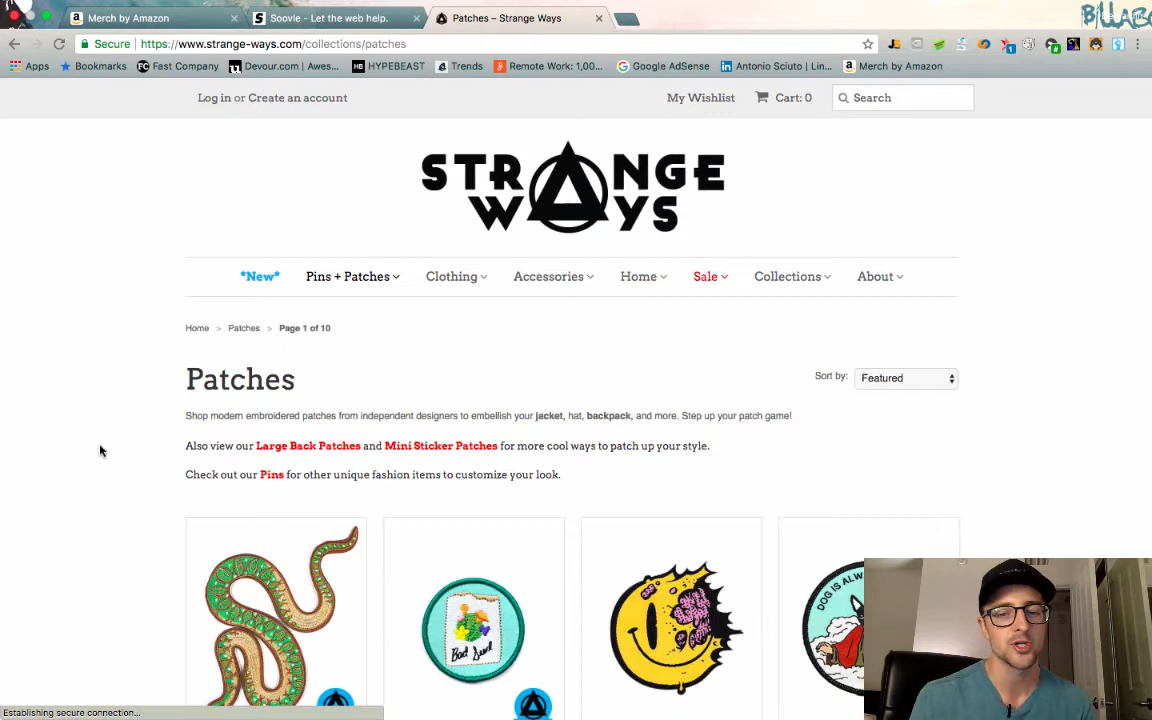 Merch by Amazon
Soovle - Let the web help.
Patches – Strange Ways
BILLABO
Secure
https://www.strange-ways.com/collections/patches
Apps
Bookmarks
Fast Company
Devour.com | Awes...
HYPEBEAST
Trends
Remote Work: 1,00...
Google AdSense
Antonio Sciuto | Lin...
Merch by Amazon
Log in or Create an account
My Wishlist
Cart: 0
Search
STRANGE
WAYS
*New*
Pins + Patches
Clothing
Accessories
Home
Sale
Collections
About
Home > Patches > Page 1 of 10
Patches
Sort by:
Featured
Shop modern embroidered patches from independent designers to embellish your jacket, hat, backpack, and more. Step up your patch game!
Also view our Large Back Patches and Mini Sticker Patches for more cool ways to patch up your style.
Check out our Pins for other unique fashion items to customize your look.
Bad Seed
DOG IS ALW
Establishing secure connection...